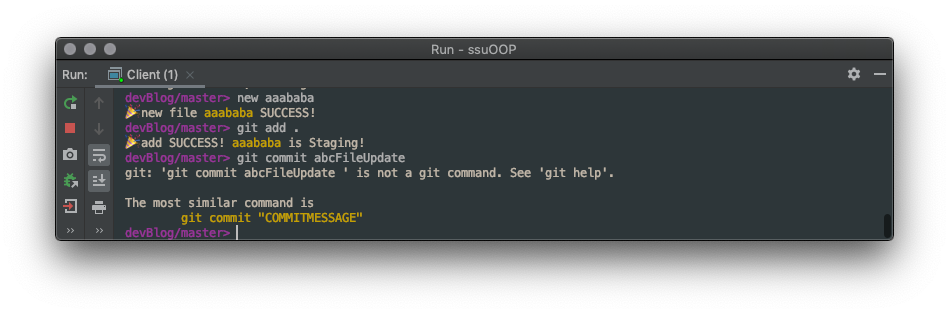 Run - ssuOOP
Run:
Client (1)
devBlog/master> new aaababa
🎉new file aaababa SUCCESS!
devBlog/master> git add .
🎉add SUCCESS! aaababa is Staging!
devBlog/master> git commit abcFileUpdate
git: 'git commit abcFileUpdate ' is not a git command. See 'git help'.
The most similar command is
git commit "COMMITMESSAGE"
devBlog/master>